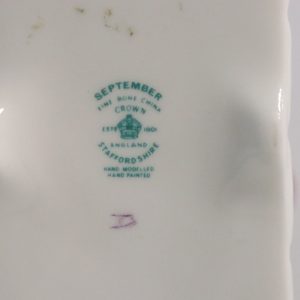 SEPTEMBER
FINE BONE CHINA
CROWN
ESTD 1801
ENGLAND
STAFFORDSHIRE
HAND MODELLED
HAND PAINTED